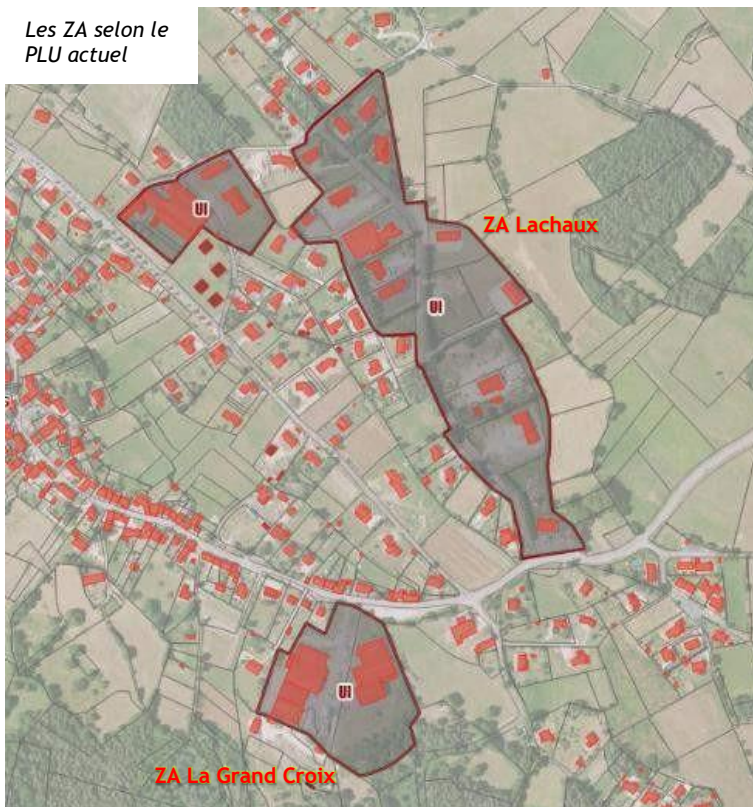 Les ZA selon le
PLU actuel
UI
ZA Lachaux
UI
UI
ZA La Grand Croix